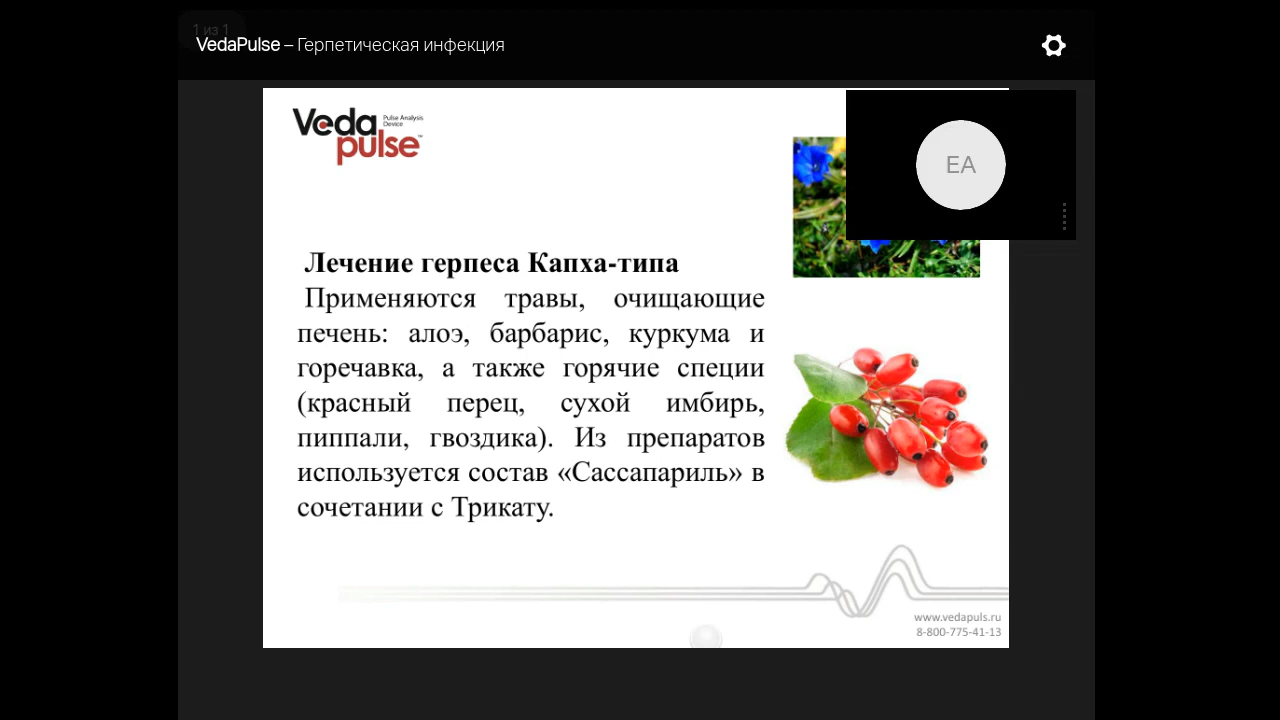 1 из 1
VedaPulse – Герпетическая инфекция
Veda
Pulse Analysis
Device
pulse
™
EA
Лечение герпеса Капха-типа
Применяются травы, очищающие
печень: алоэ, барбарис, куркума и
горечавка, а также горячие специи
(красный перец, сухой имбирь,
пиппали, гвоздика). Из препаратов
используется состав «Сассапариль» в
сочетании с Трикату.
www.vedapuls.ru
8-800-775-41-13